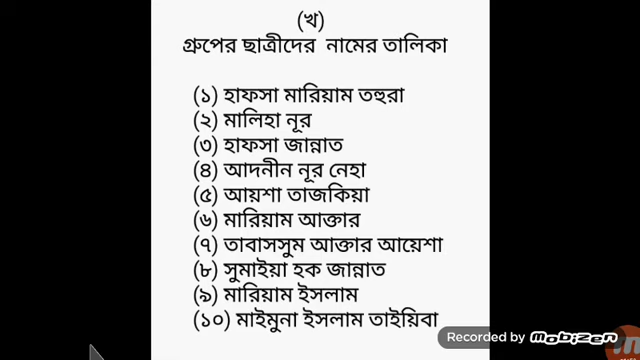 (খ)
গ্রুপের ছাত্রীদের নামের তালিকা
(১) হাফসা মারিয়াম তহুরা
(২) মালিহা নূর
(৩) হাফসা জান্নাত
(৪) আদনীন নূর নেহা
(৫) আয়শা তাজকিয়া
(৬) মারিয়াম আক্তার
(৭) তাবাসসুম আক্তার আয়েশা
(৮) সুমাইয়া হক জান্নাত
(৯) মারিয়াম ইসলাম
(১০) মাইমুনা ইসলাম তাইয়িবা
Recorded by mobizen